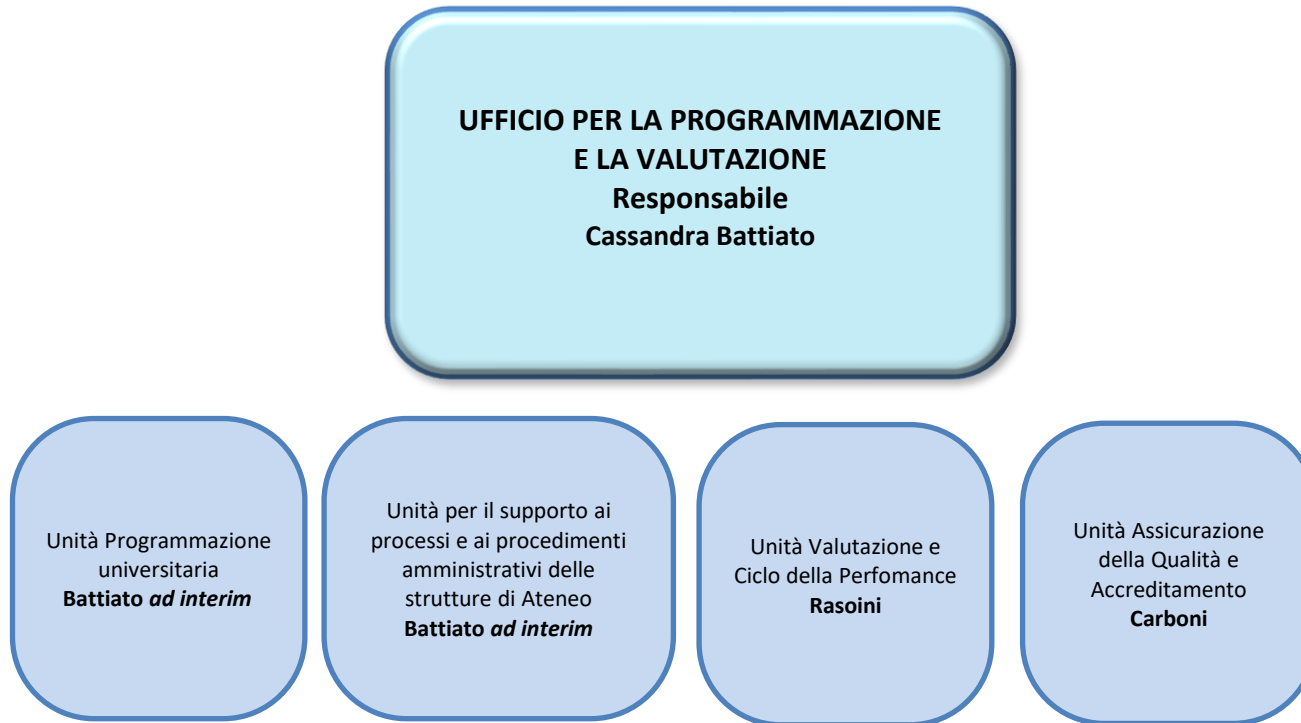 UFFICIO PER LA PROGRAMMAZIONE
E LA VALUTAZIONE
Responsabile
Cassandra Battiato
Unità Programmazione
universitaria
Battiato ad interim
Unità per il supporto ai
processi e ai procedimenti
amministrativi delle
strutture di Ateneo
Battiato ad interim
Unità Valutazione e
Ciclo della Perfomance
Rasoini
Unità Assicurazione
della Qualità e
Accreditamento
Carboni